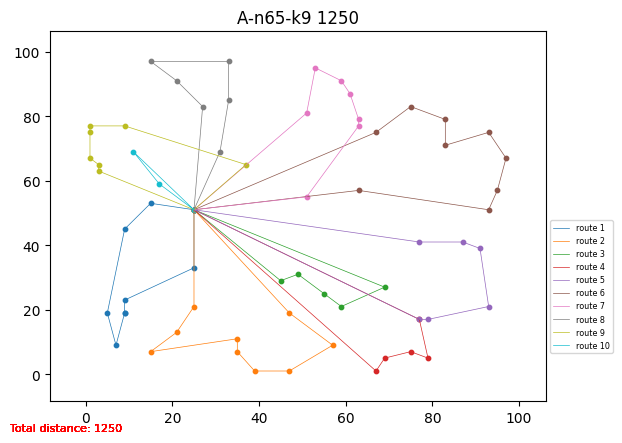 A-n65-k9 1250
100
80
60
40
20
0
0 20 40 60 80 100
route 1
route 2
route 3
route 4
route 5
route 6
route 7
route 8
route 9
route 10
Total distance: 1250